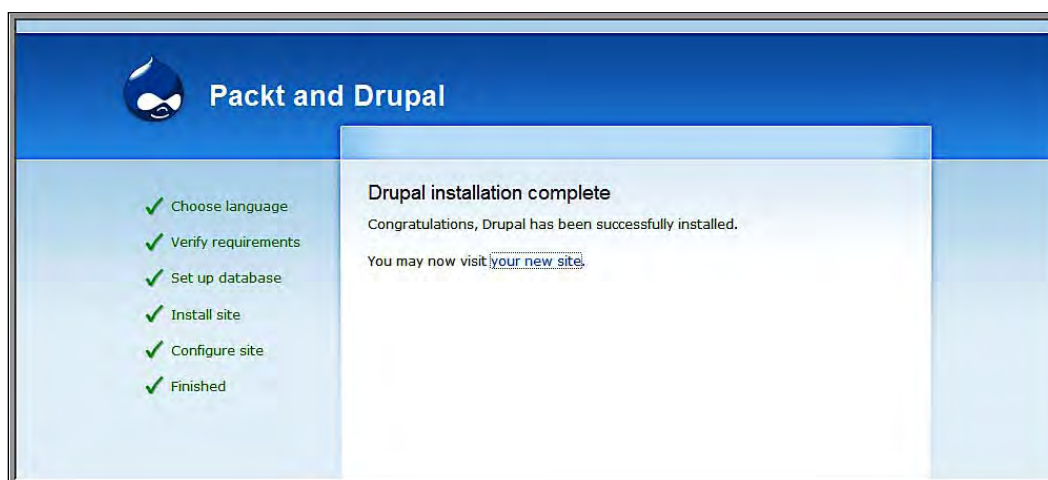 Packt and Drupal
Choose language
Verify requirements
Set up database
Install site
Configure site
Finished
Drupal installation complete
Congratulations, Drupal has been successfully installed.
You may now visit your new site.